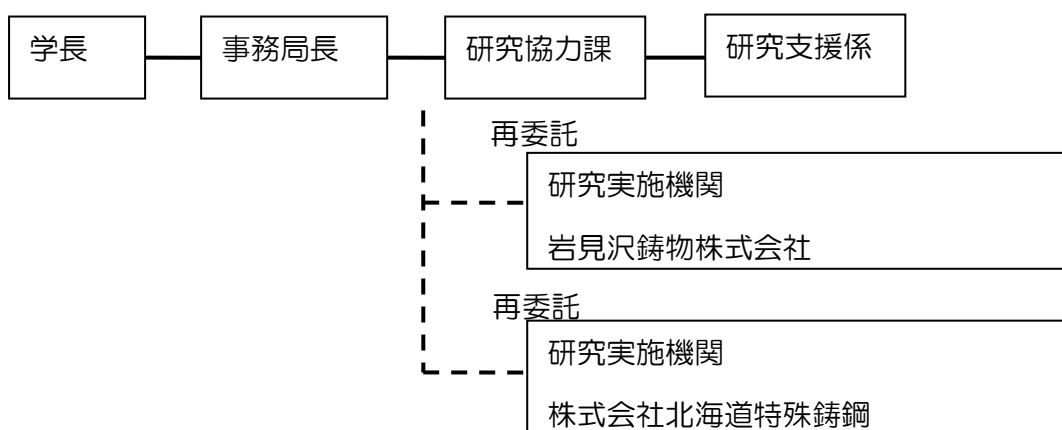 学長
事務局長
研究協力課
研究支援係
再委託
研究実施機関
岩見沢鋳物株式会社
再委託
研究実施機関
株式会社北海道特殊鋳鋼